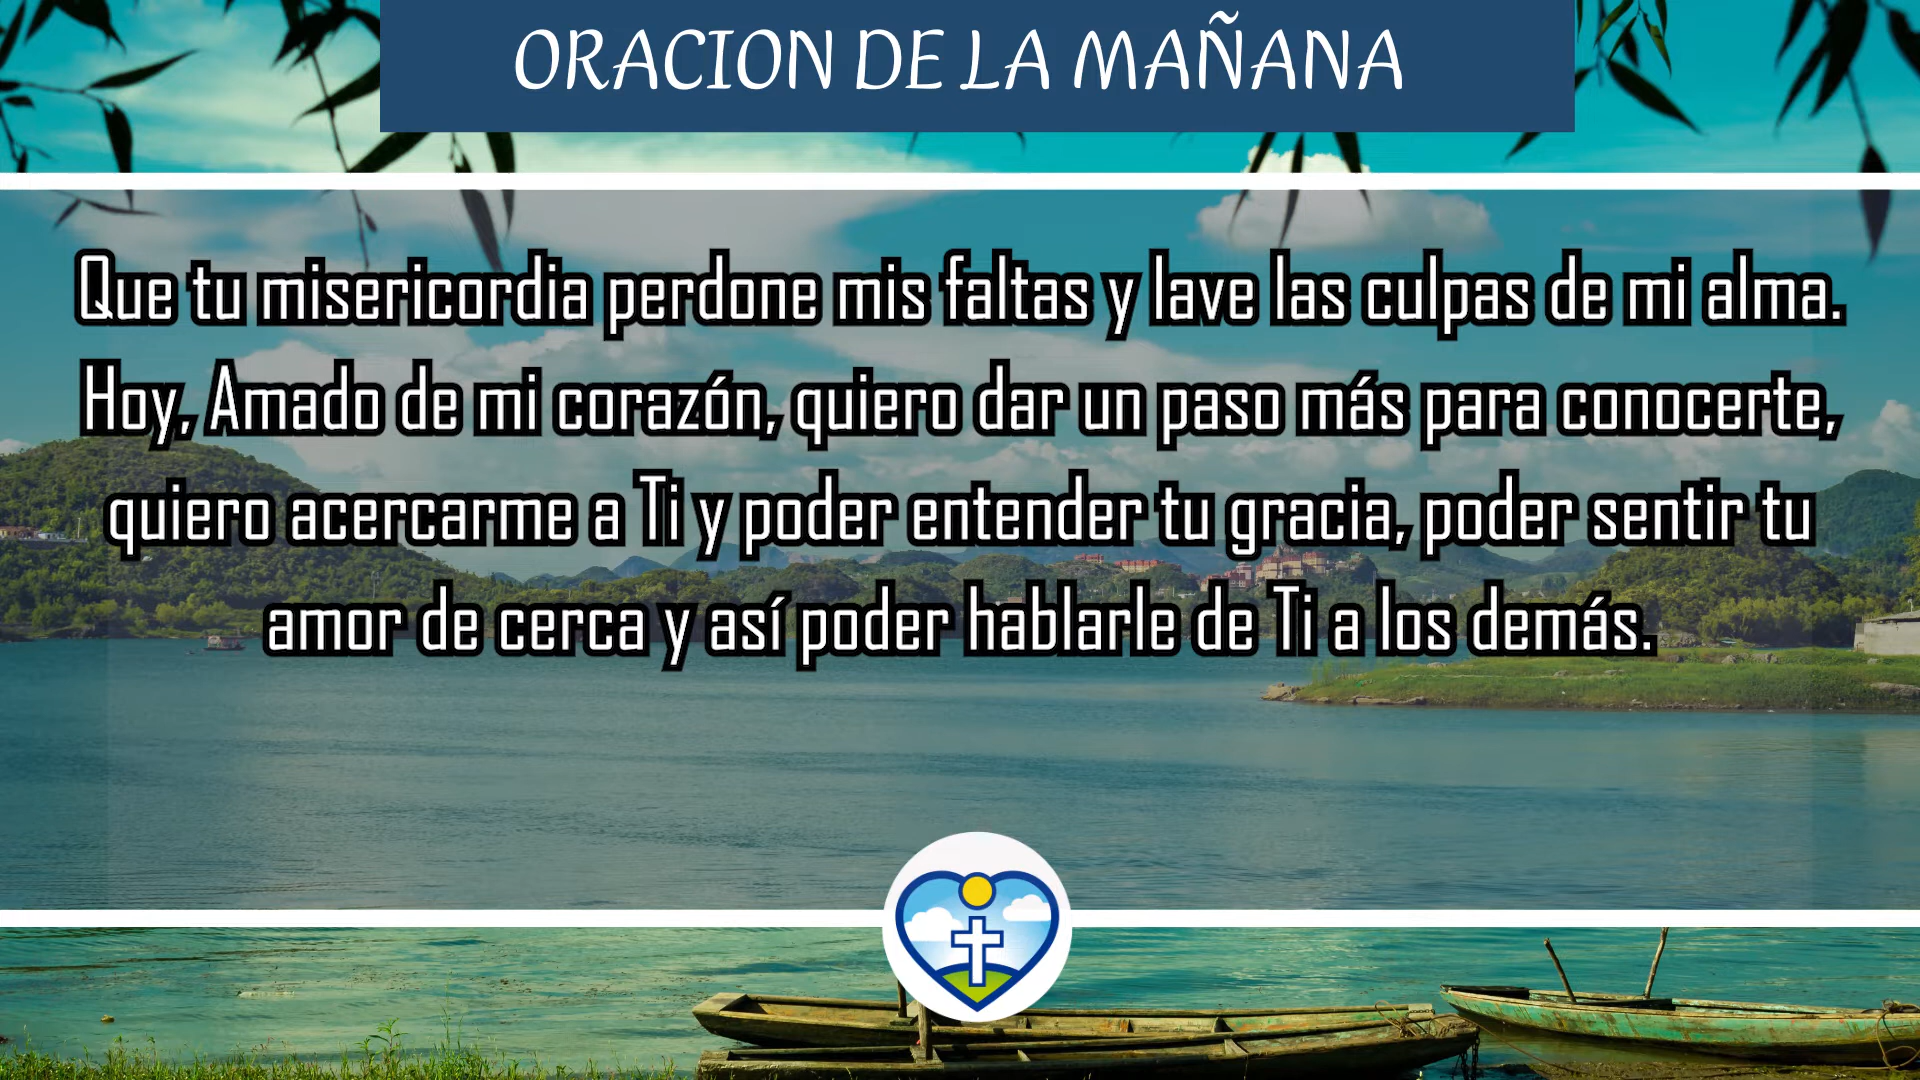 ORACION DE LA MAÑANA
Que tu misericordia perdone mis faltas y lave las culpas de mi alma.
Hoy, Amado de mi corazón, quiero dar un paso más para conocerte,
quiero acercarme a Ti y poder entender tu gracia, poder sentir tu
amor de cerca y así poder hablarle de Ti a los demás.